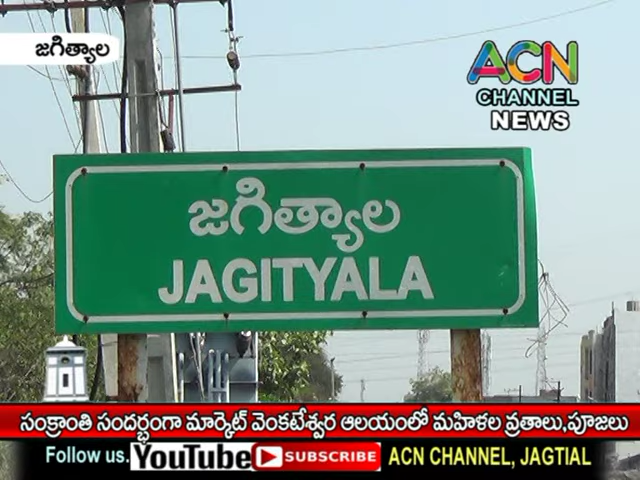 జగిత్యాల
ACN
CHANNEL
NEWS
జగిత్యాల
JAGITYALA
సంక్రాంతి సందర్భంగా మార్కెట్ వెంకటేశ్వర ఆలయంలో మహిళల వ్రతాలు,పూజలు
Follow us. YouTube SUBSCRIBE ACN CHANNEL, JAGTIAL